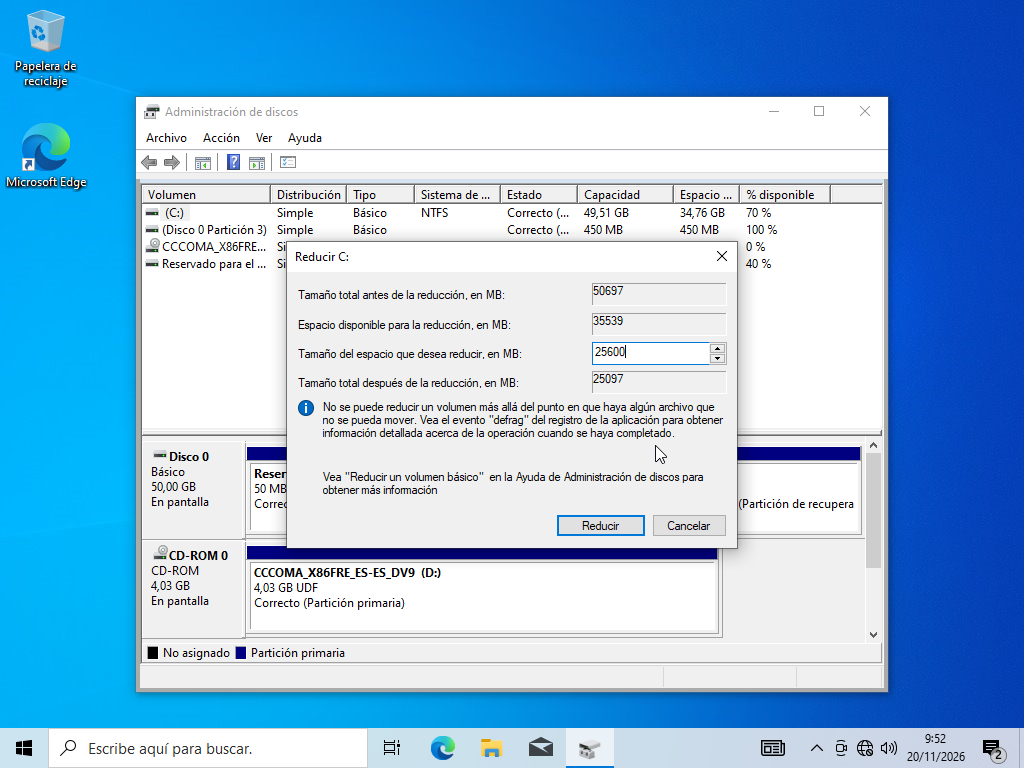 Papelera de
reciclaje
Microsoft Edge
Administración de discos
Archivo Acción Ver Ayuda
Volumen Distribución Tipo Sistema de ... Estado Capacidad Espacio ... % disponible
(C:) Simple Básico NTFS Correcto (... 49,51 GB 34,76 GB 70 %
(Disco 0 Partición 3) Simple Básico Correcto (... 450 MB 450 MB 100 %
CCCOMA_X86FRE... 0 %
Reservado para el ... 40 %
Reducir C:
Tamaño total antes de la reducción, en MB: 50697
Espacio disponible para la reducción, en MB: 35539
Tamaño del espacio que desea reducir, en MB: 25600
Tamaño total después de la reducción, en MB: 25097
No se puede reducir un volumen más allá del punto en que haya algún archivo que
no se pueda mover. Vea el evento "defrag" del registro de la aplicación para obtener
información detallada acerca de la operación cuando se haya completado.
Vea "Reducir un volumen básico" en la Ayuda de Administración de discos para
obtener más información
Reducir Cancelar
Disco 0
Básico
50,00 GB
En pantalla
Reser
50 MB
Correc
(Partición de recupera
CD-ROM 0
CD-ROM
4,03 GB
En pantalla
CCCOMA_X86FRE_ES-ES_DV9 (D:)
4,03 GB UDF
Correcto (Partición primaria)
No asignado Partición primaria
Escribe aquí para buscar.
9:52
20/11/2026
2